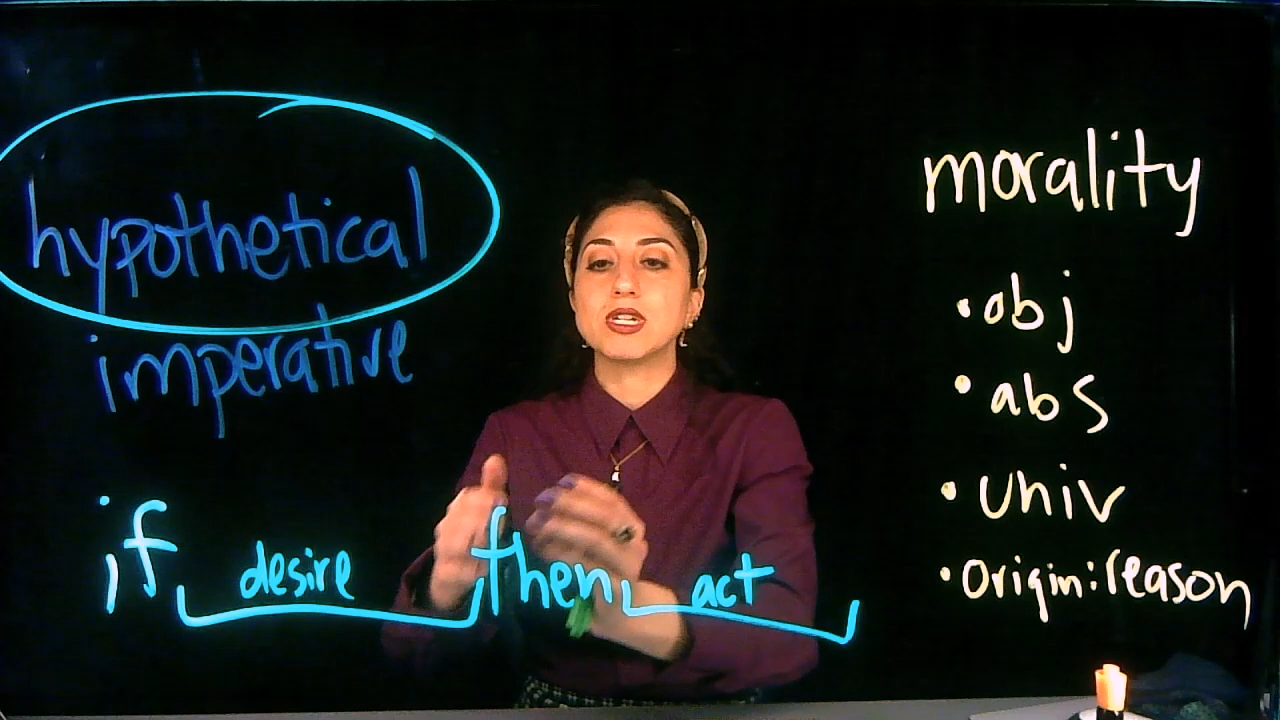 hypothetical
imperative
if desire then act
morality
• obj
• abs
• univ
• origin: reason